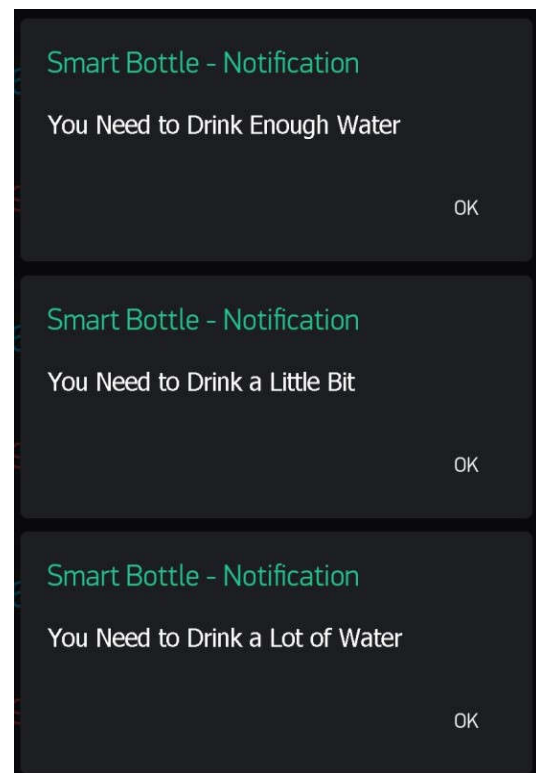 Smart Bottle - Notification
You Need to Drink Enough Water
OK
Smart Bottle - Notification
You Need to Drink a Little Bit
OK
Smart Bottle - Notification
You Need to Drink a Lot of Water
OK